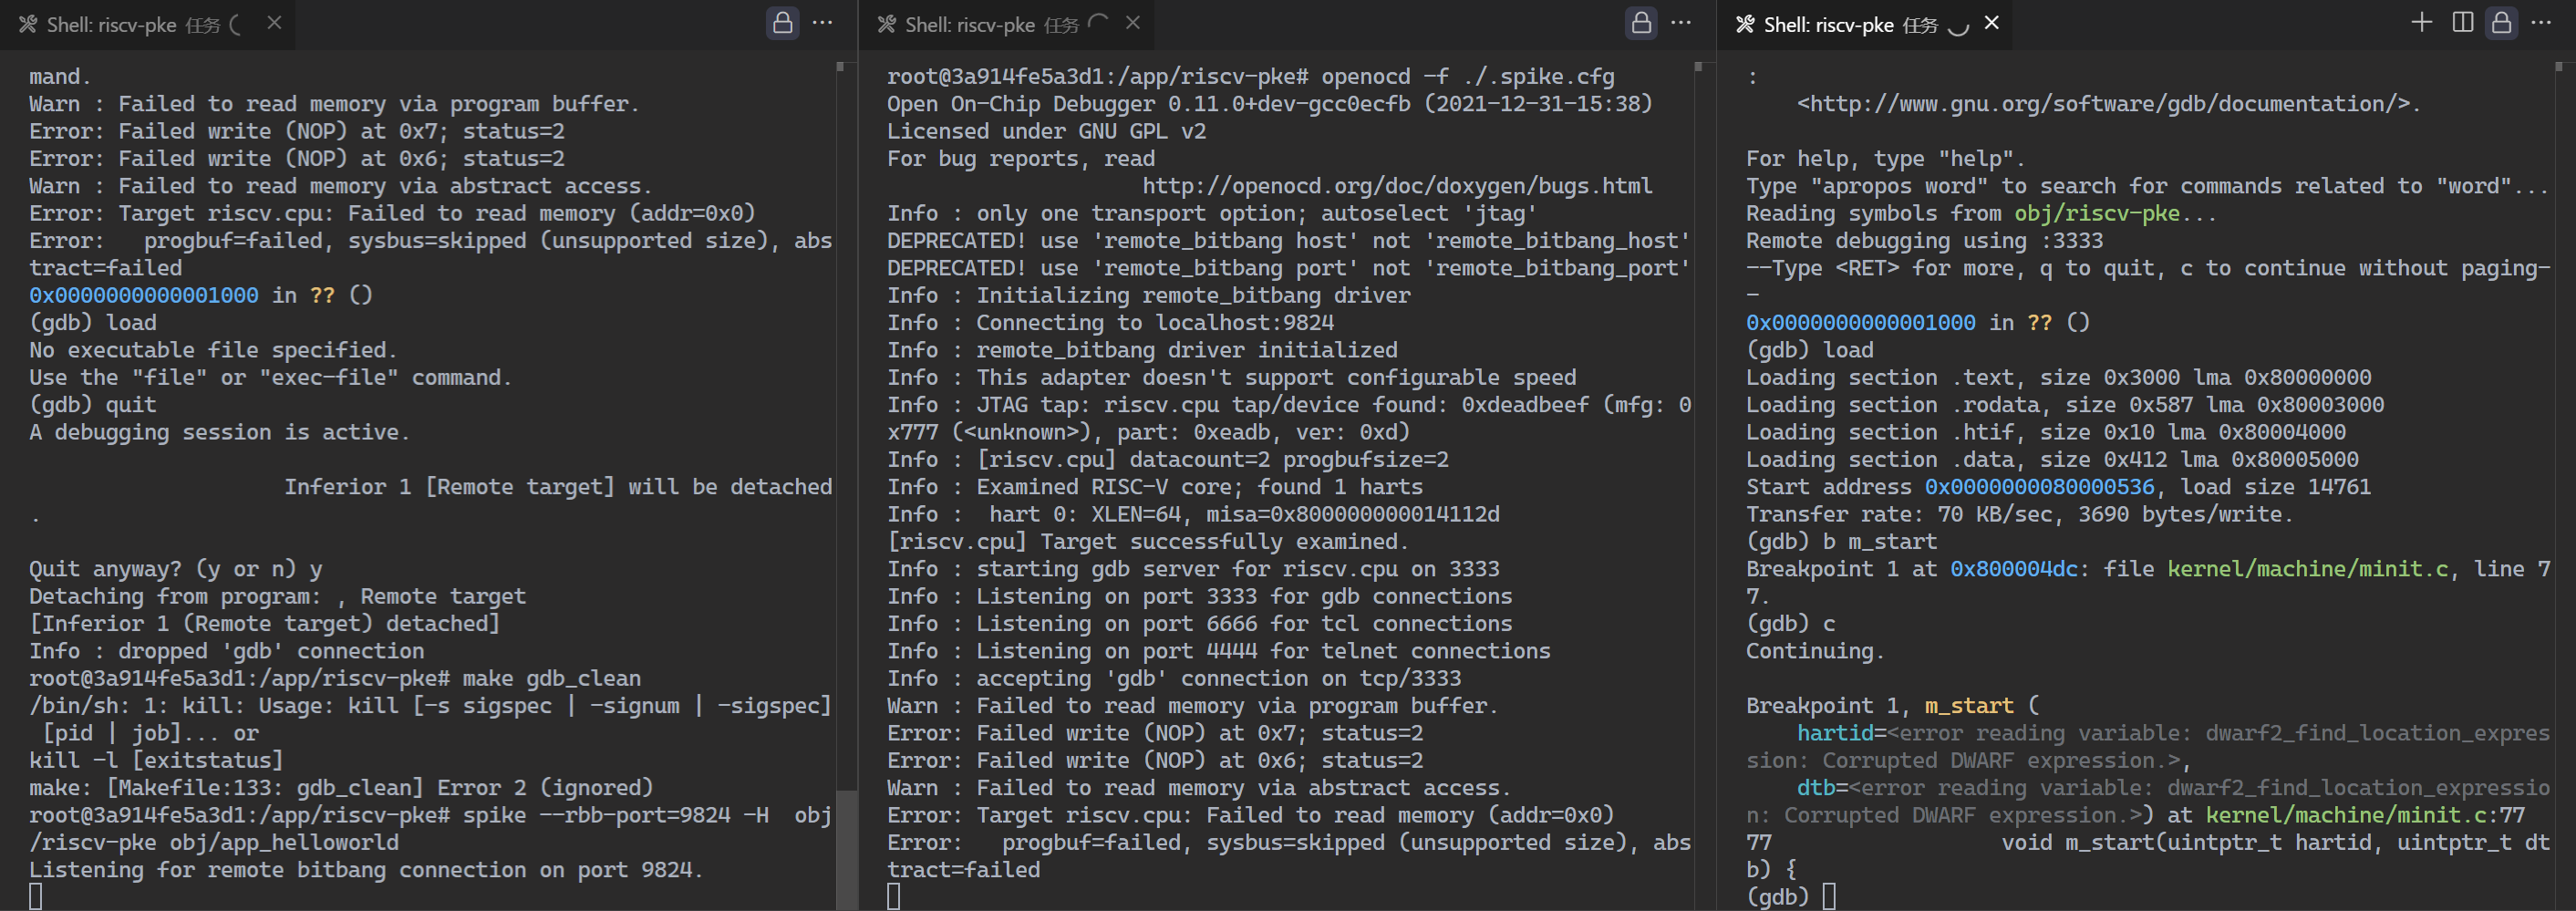 Shell: riscv-pke 任务
mand.
Warn : Failed to read memory via program buffer.
Error: Failed write (NOP) at 0x7; status=2
Error: Failed write (NOP) at 0x6; status=2
Warn : Failed to read memory via abstract access.
Error: Target riscv.cpu: Failed to read memory (addr=0x0)
Error:   progbuf=failed, sysbus=skipped (unsupported size), abs
tract=failed
0x0000000000001000 in ?? ()
(gdb) load
No executable file specified.
Use the "file" or "exec-file" command.
(gdb) quit
A debugging session is active.
Inferior 1 [Remote target] will be detached
.
Quit anyway? (y or n) y
Detaching from program: , Remote target
[Inferior 1 (Remote target) detached]
Info : dropped 'gdb' connection
root@3a914fe5a3d1:/app/riscv-pke# make gdb_clean
/bin/sh: 1: kill: Usage: kill [-s sigspec | -signum | -sigspec]
 [pid | job]... or
kill -l [exitstatus]
make: [Makefile:133: gdb_clean] Error 2 (ignored)
root@3a914fe5a3d1:/app/riscv-pke# spike --rbb-port=9824 -H  obj
/riscv-pke obj/app_helloworld
Listening for remote bitbang connection on port 9824.
Shell: riscv-pke 任务
root@3a914fe5a3d1:/app/riscv-pke# openocd -f ./.spike.cfg
Open On-Chip Debugger 0.11.0+dev-gcc0ecfb (2021-12-31-15:38)
Licensed under GNU GPL v2
For bug reports, read
http://openocd.org/doc/doxygen/bugs.html
Info : only one transport option; autoselect 'jtag'
DEPRECATED! use 'remote_bitbang host' not 'remote_bitbang_host'
DEPRECATED! use 'remote_bitbang port' not 'remote_bitbang_port'
Info : Initializing remote_bitbang driver
Info : Connecting to localhost:9824
Info : remote_bitbang driver initialized
Info : This adapter doesn't support configurable speed
Info : JTAG tap: riscv.cpu tap/device found: 0xdeadbeef (mfg: 0
x777 (<unknown>), part: 0xeadb, ver: 0xd)
Info : [riscv.cpu] datacount=2 progbufsize=2
Info : Examined RISC-V core; found 1 harts
Info :  hart 0: XLEN=64, misa=0x800000000014112d
[riscv.cpu] Target successfully examined.
Info : starting gdb server for riscv.cpu on 3333
Info : Listening on port 3333 for gdb connections
Info : Listening on port 6666 for tcl connections
Info : Listening on port 4444 for telnet connections
Info : accepting 'gdb' connection on tcp/3333
Warn : Failed to read memory via program buffer.
Error: Failed write (NOP) at 0x7; status=2
Error: Failed write (NOP) at 0x6; status=2
Warn : Failed to read memory via abstract access.
Error: Target riscv.cpu: Failed to read memory (addr=0x0)
Error:   progbuf=failed, sysbus=skipped (unsupported size), abs
tract=failed
Shell: riscv-pke 任务
:
<http://www.gnu.org/software/gdb/documentation/>.
For help, type "help".
Type "apropos word" to search for commands related to "word"...
Reading symbols from obj/riscv-pke...
Remote debugging using :3333
--Type <RET> for more, q to quit, c to continue without paging-
-
0x0000000000001000 in ?? ()
(gdb) load
Loading section .text, size 0x3000 lma 0x80000000
Loading section .rodata, size 0x587 lma 0x80003000
Loading section .htif, size 0x10 lma 0x80004000
Loading section .data, size 0x412 lma 0x80005000
Start address 0x0000000080000536, load size 14761
Transfer rate: 70 KB/sec, 3690 bytes/write.
(gdb) b m_start
Breakpoint 1 at 0x800004dc: file kernel/machine/minit.c, line 7
7.
(gdb) c
Continuing.
Breakpoint 1, m_start (
hartid=<error reading variable: dwarf2_find_location_expres
sion: Corrupted DWARF expression.>,
dtb=<error reading variable: dwarf2_find_location_expressio
n: Corrupted DWARF expression.>) at kernel/machine/minit.c:77
77                  void m_start(uintptr_t hartid, uintptr_t dt
b) {
(gdb)